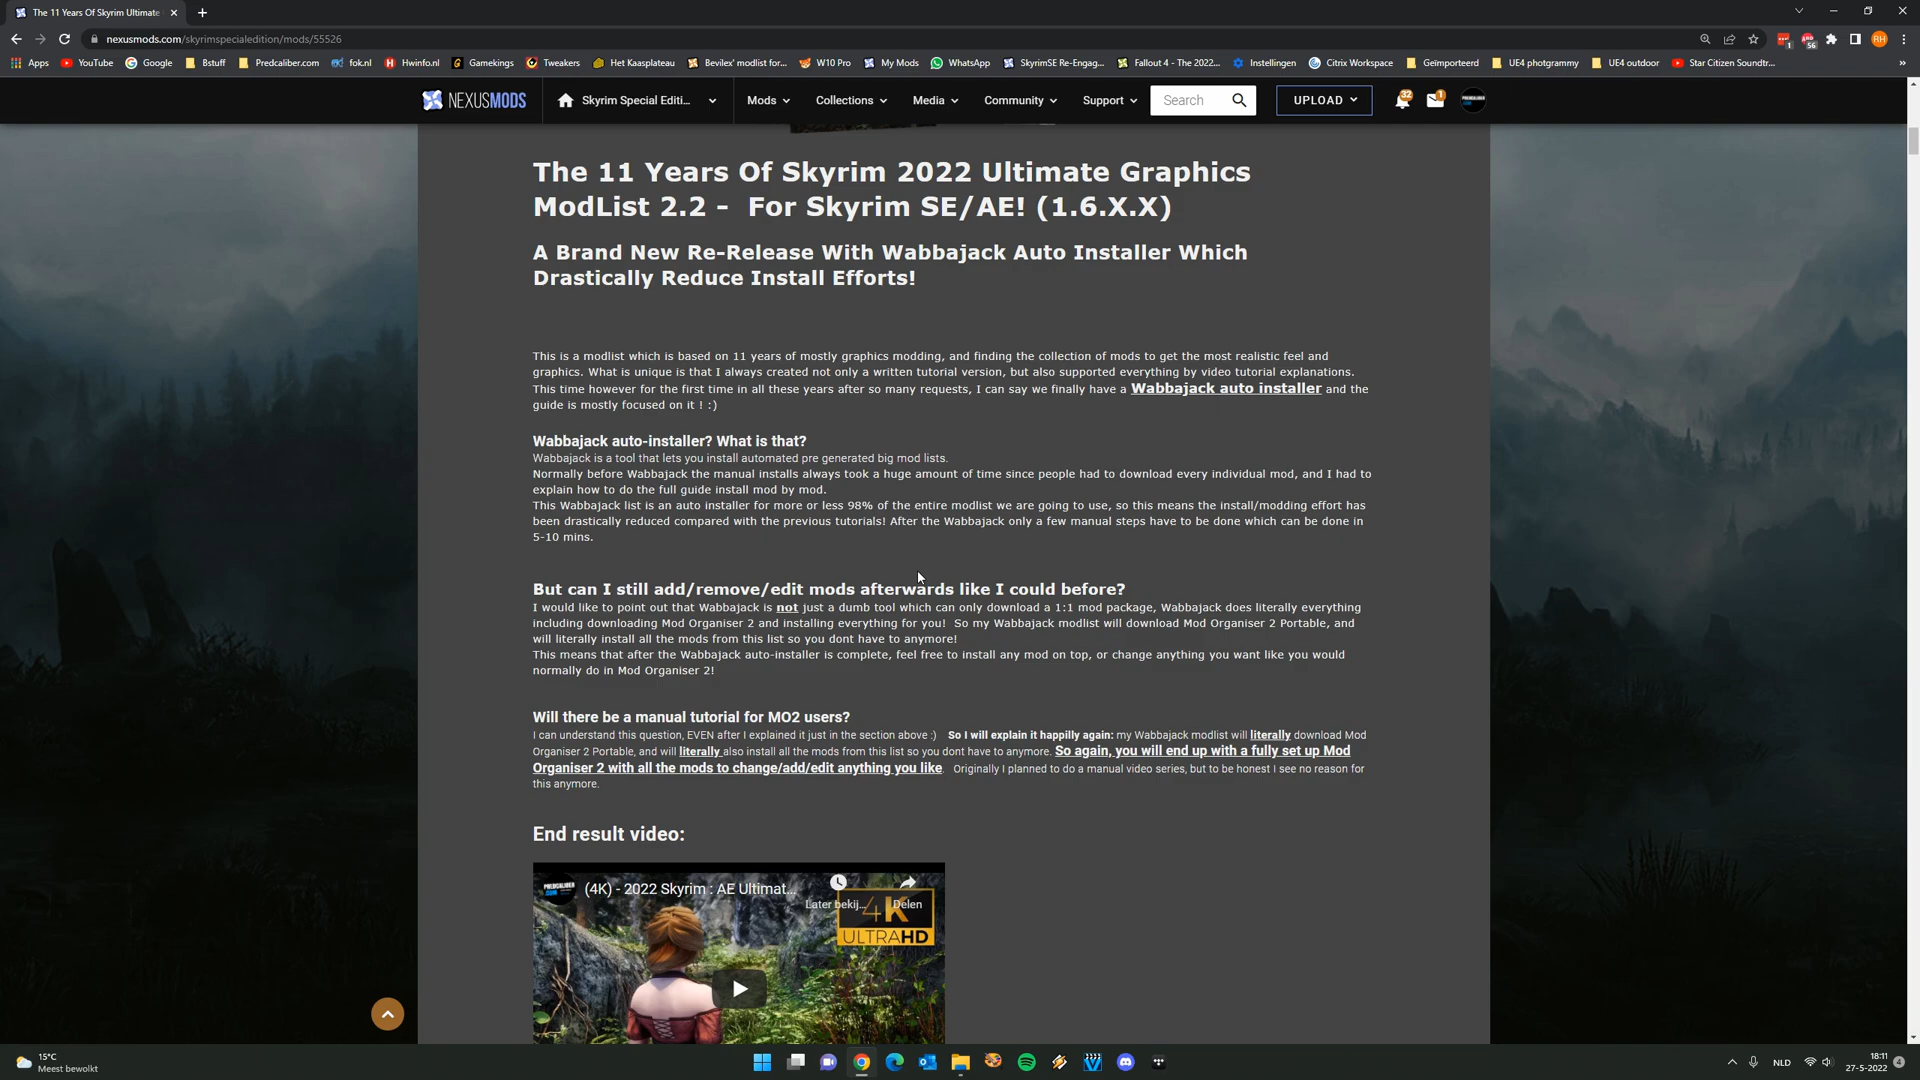 The 11 Years Of Skyrim Ultimate
nexusmods.com/skyrimspecialedition/mods/55526
1
56
RH
Apps
YouTube
Google
Bstuff
Predcaliber.com
fok.nl
Hwinfo.nl
Gamekings
Tweakers
Het Kaasplateau
Bevilex' modlist for...
W10 Pro
My Mods
WhatsApp
SkyrimSE Re-Engag...
Fallout 4 - The 2022...
Instellingen
Citrix Workspace
Geïmporteerd
UE4 photgrammy
UE4 outdoor
Star Citizen Soundtr...
»
NEXUSMODS
Skyrim Special Editi...
Mods
Collections
Media
Community
Support
Search
UPLOAD
32
1
The 11 Years Of Skyrim 2022 Ultimate Graphics
ModList 2.2 - For Skyrim SE/AE! (1.6.X.X)
A Brand New Re-Release With Wabbajack Auto Installer Which
Drastically Reduce Install Efforts!
This is a modlist which is based on 11 years of mostly graphics modding, and finding the collection of mods to get the most realistic feel and
graphics. What is unique is that I always created not only a written tutorial version, but also supported everything by video tutorial explanations.
This time however for the first time in all these years after so many requests, I can say we finally have a Wabbajack auto installer and the
guide is mostly focused on it ! :)
Wabbajack auto-installer? What is that?
Wabbajack is a tool that lets you install automated pre generated big mod lists.
Normally before Wabbajack the manual installs always took a huge amount of time since people had to download every individual mod, and I had to
explain how to do the full guide install mod by mod.
This Wabbajack list is an auto installer for more or less 98% of the entire modlist we are going to use, so this means the install/modding effort has
been drastically reduced compared with the previous tutorials! After the Wabbajack only a few manual steps have to be done which can be done in
5-10 mins.
But can I still add/remove/edit mods afterwards like I could before?
I would like to point out that Wabbajack is not just a dumb tool which can only download a 1:1 mod package, Wabbajack does literally everything
including downloading Mod Organiser 2 and installing everything for you! So my Wabbajack modlist will download Mod Organiser 2 Portable, and
will literally install all the mods from this list so you dont have to anymore!
This means that after the Wabbajack auto-installer is complete, feel free to install any mod on top, or change anything you want like you would
normally do in Mod Organiser 2!
Will there be a manual tutorial for MO2 users?
I can understand this question, EVEN after I explained it just in the section above :) So I will explain it happilly again: my Wabbajack modlist will literally download Mod
Organiser 2 Portable, and will literally also install all the mods from this list so you dont have to anymore. So again, you will end up with a fully set up Mod
Organiser 2 with all the mods to change/add/edit anything you like. Originally I planned to do a manual video series, but to be honest I see no reason for
this anymore.
End result video:
(4K) - 2022 Skyrim : AE Ultimat...
Later bekij...
Delen
4K
ULTRAHD
15°C
Meest bewolkt
NLD
18:11
27-5-2022
4